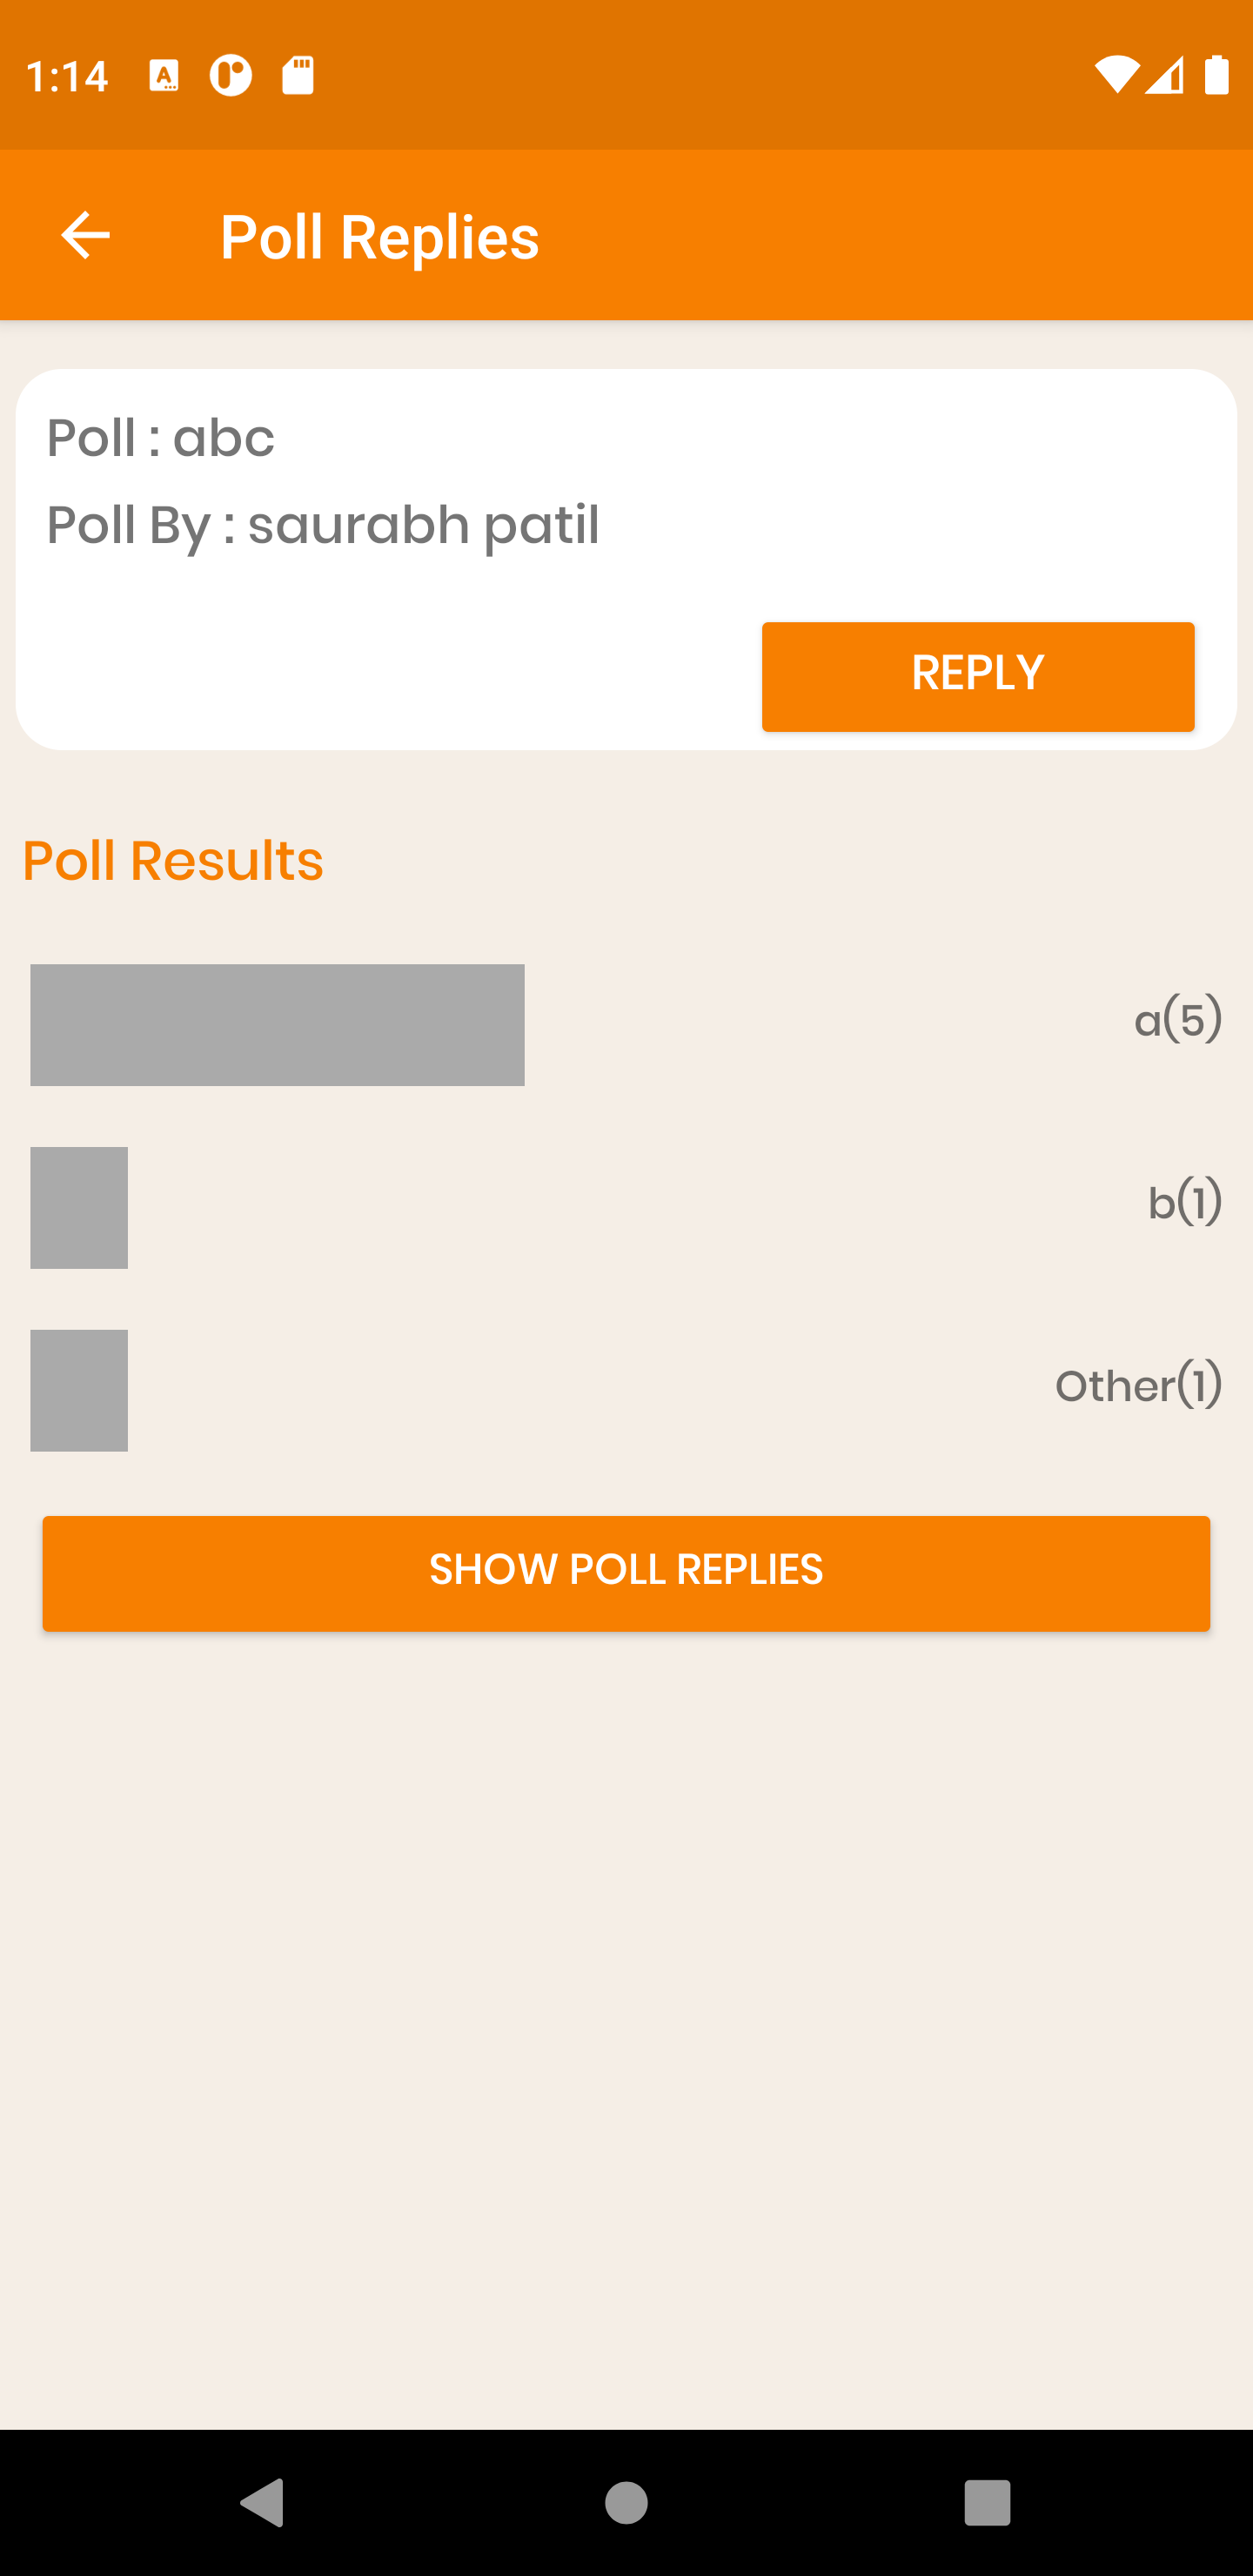 1:14
Poll Replies
Poll : abc
Poll By : saurabh patil
REPLY
Poll Results
a(5)
b(1)
Other(1)
SHOW POLL REPLIES